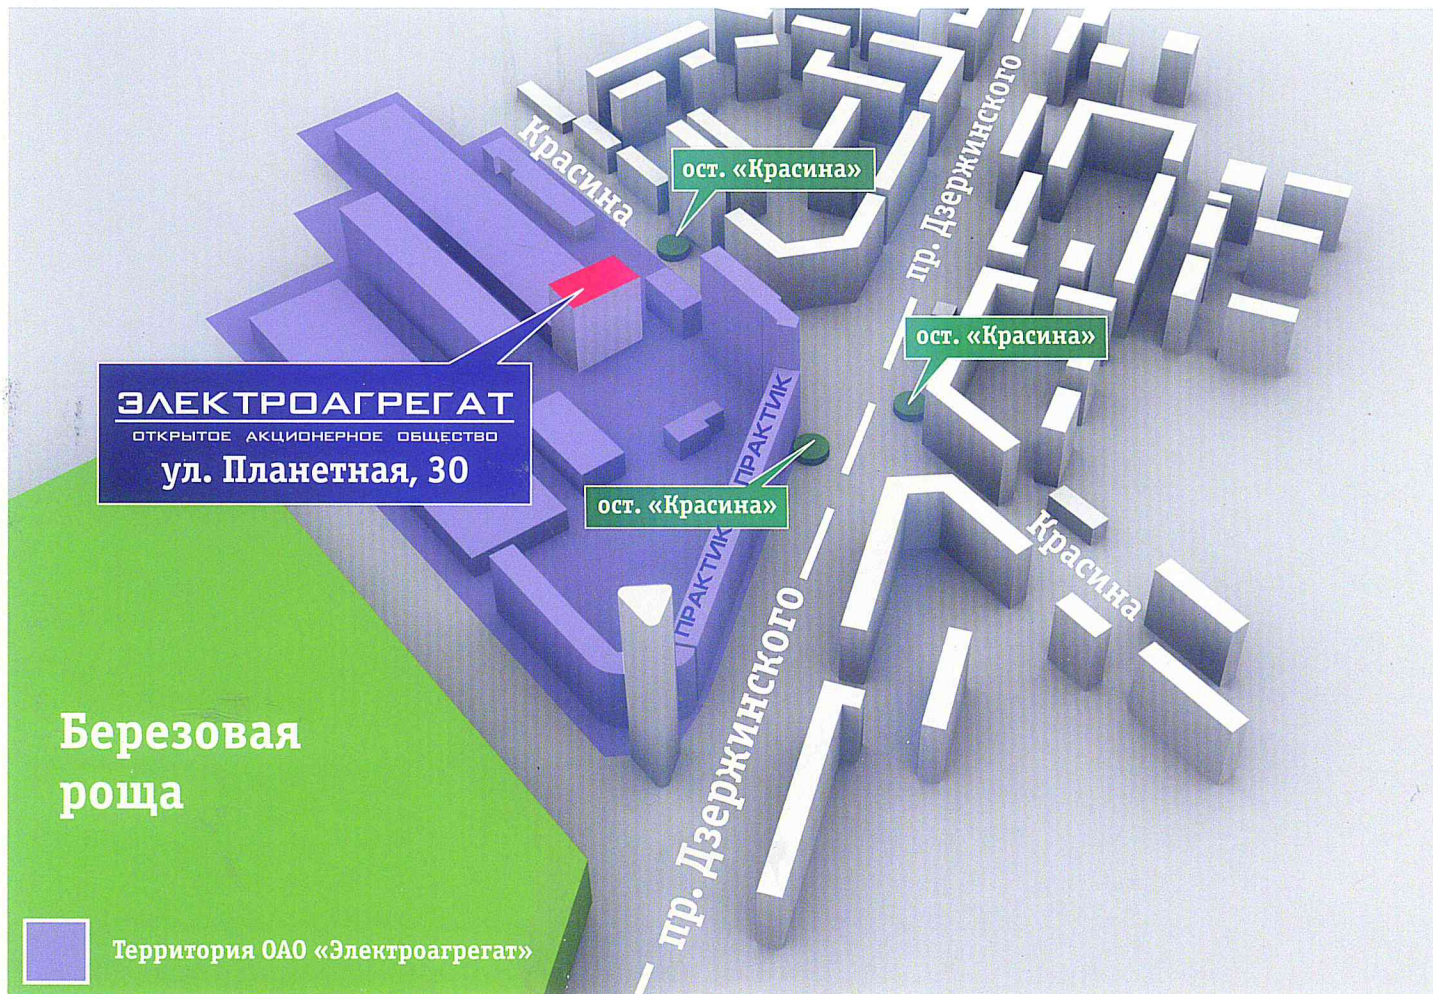 Красина
ост. «Красина»
пр. Дзержинского
ост. «Красина»
ЭЛЕКТРОАГРЕГАТ
ОТКРЫТОЕ АКЦИОНЕРНОЕ ОБЩЕСТВО
ул. Планетная, 30
ПРАКТИК
ост. «Красина»
ПРАКТИК
Красина
пр. Дзержинского
Березовая
роща
Территория ОАО «Электроагрегат»